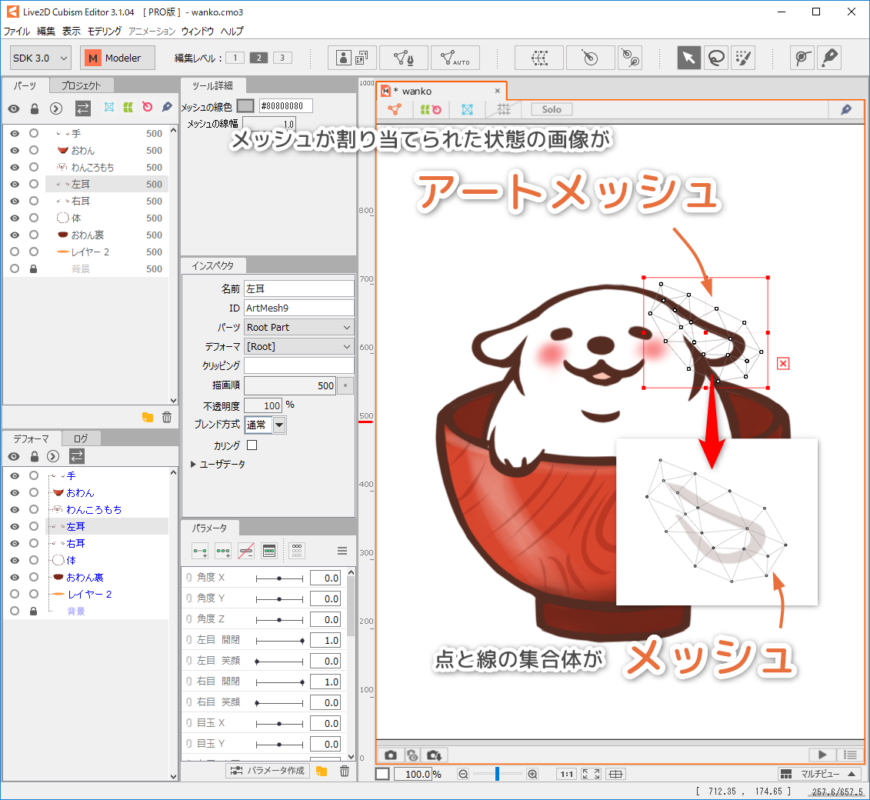 Live2D Cubism Editor 3.1.04 [ PRO版 ] - wanko.cmo3
ファイル 編集 表示 モデリング アニメーション ウィンドウ ヘルプ
SDK 3.0 M Modeler 編集レベル : 1 2 3 AUTO
パーツ プロジェクト
手 500
おわん 500
わんころもち 500
左耳 500
右耳 500
体 500
おわん裏 500
レイヤー 2 500
背景 500
デフォーマ ログ
手
おわん
わんころもち
左耳
右耳
体
おわん裏
レイヤー 2
背景
ツール詳細
メッシュの線色 #80808080
メッシュの線幅 1.0
インスペクタ
名前 左耳
ID ArtMesh9
パーツ Root Part
デフォーマ [Root]
クリッピング
描画順 500
不透明度 100 %
ブレンド方式 通常
カリング
ユーザデータ
パラメータ
角度 X 0.0
角度 Y 0.0
角度 Z 0.0
左目 開閉 1.0
左目 笑顔 0.0
右目 開閉 1.0
右目 笑顔 0.0
目玉 X 0.0
目玉 Y 0.0
パラメータ作成
1000
800
700
600
500
400
300
200
100
0
* wanko
Solo
メッシュが割り当てられた状態の画像が
アートメッシュ
点と線の集合体が
メッシュ
100.0 % 1:1 マルチビュー
[ 712.35 , 174.65 ] 257.6/657.5